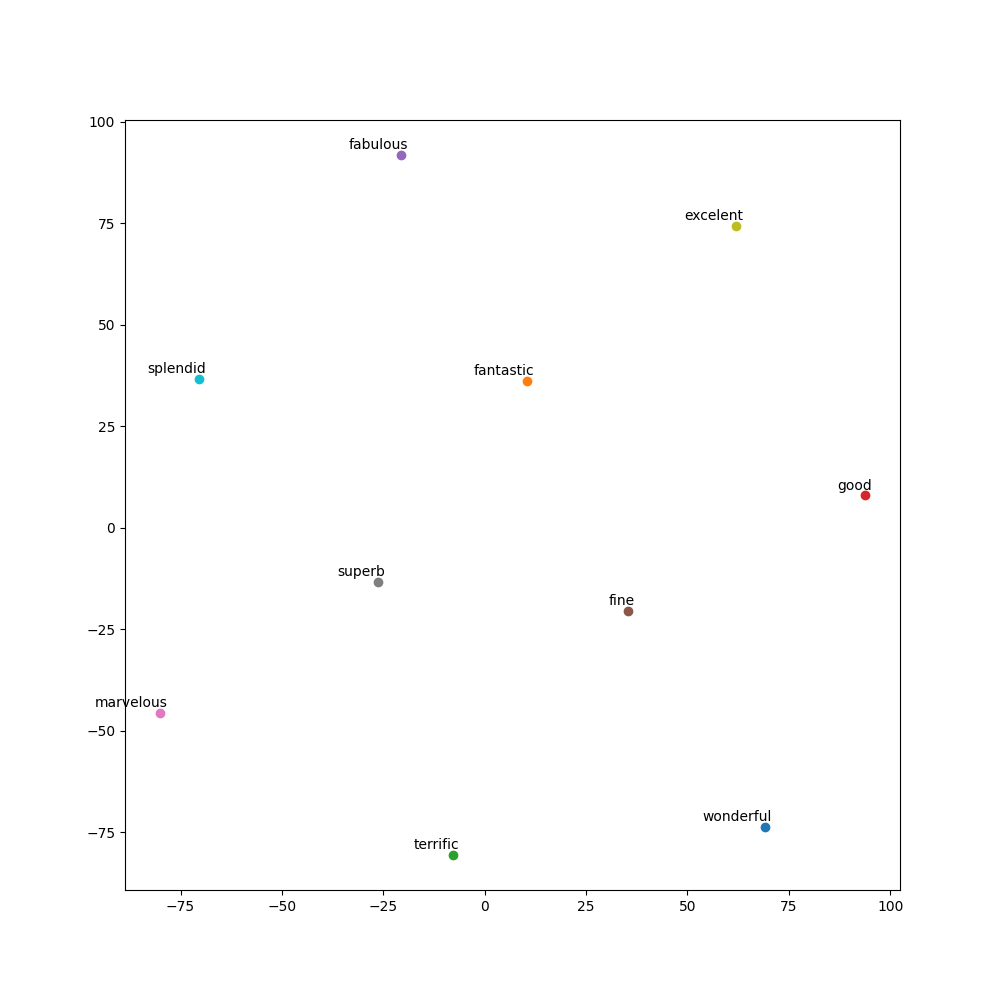 100
fabulous
excelent
75
50
splendid
fantastic
25
good
0
superb
fine
−25
marvelous
−50
wonderful
−75
terrific
−75 −50 −25 0 25 50 75 100